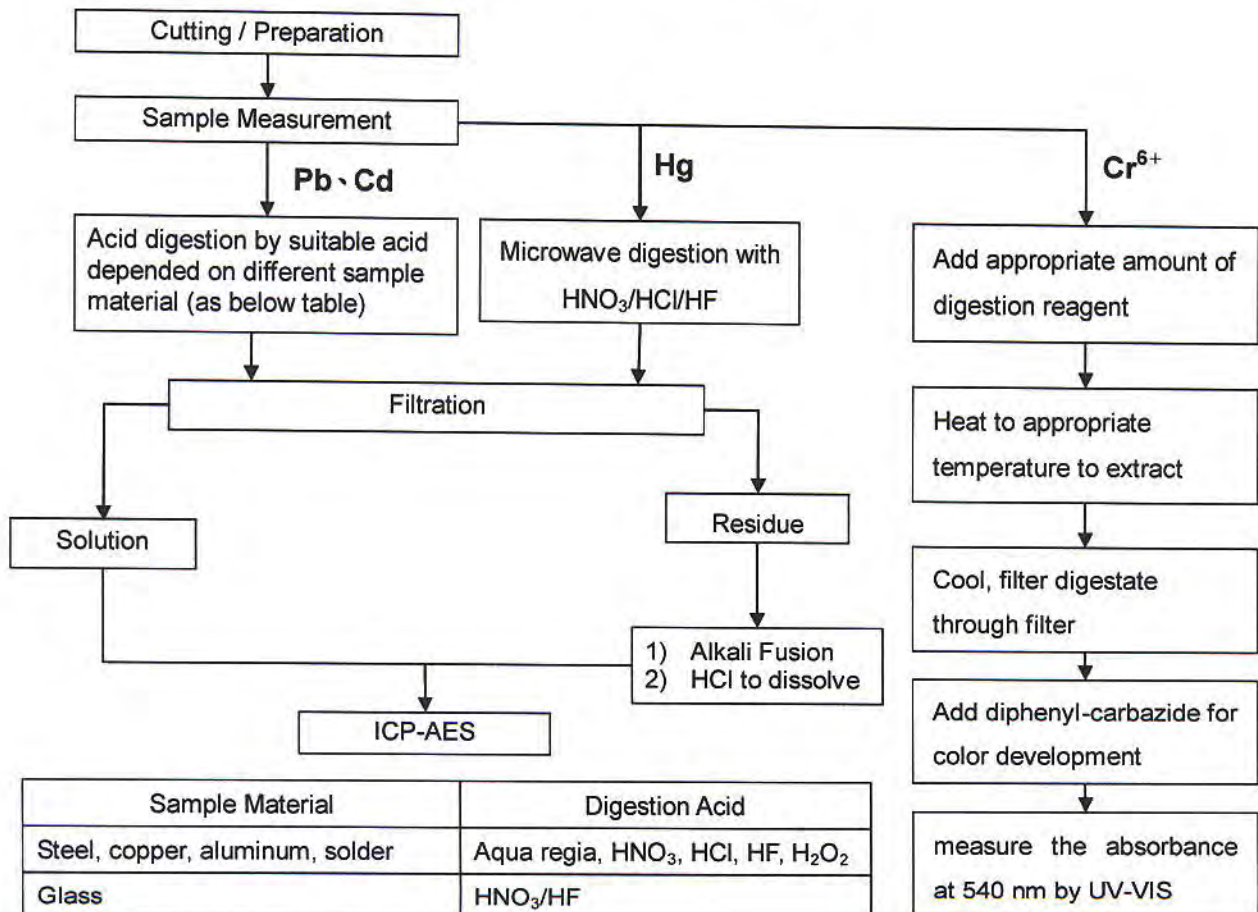 Cutting / Preparation
Sample Measurement
Pb、Cd
Hg
Cr⁶⁺
Acid digestion by suitable acid
depended on different sample
material (as below table)
Microwave digestion with
HNO₃/HCl/HF
Add appropriate amount of
digestion reagent
Filtration
Heat to appropriate
temperature to extract
Solution
Residue
Cool, filter digestate
through filter
1) Alkali Fusion
2) HCl to dissolve
ICP-AES
Add diphenyl-carbazide for
color development
measure the absorbance
at 540 nm by UV-VIS
Sample Material Digestion Acid
Steel, copper, aluminum, solder Aqua regia, HNO₃, HCl, HF, H₂O₂
Glass HNO₃/HF